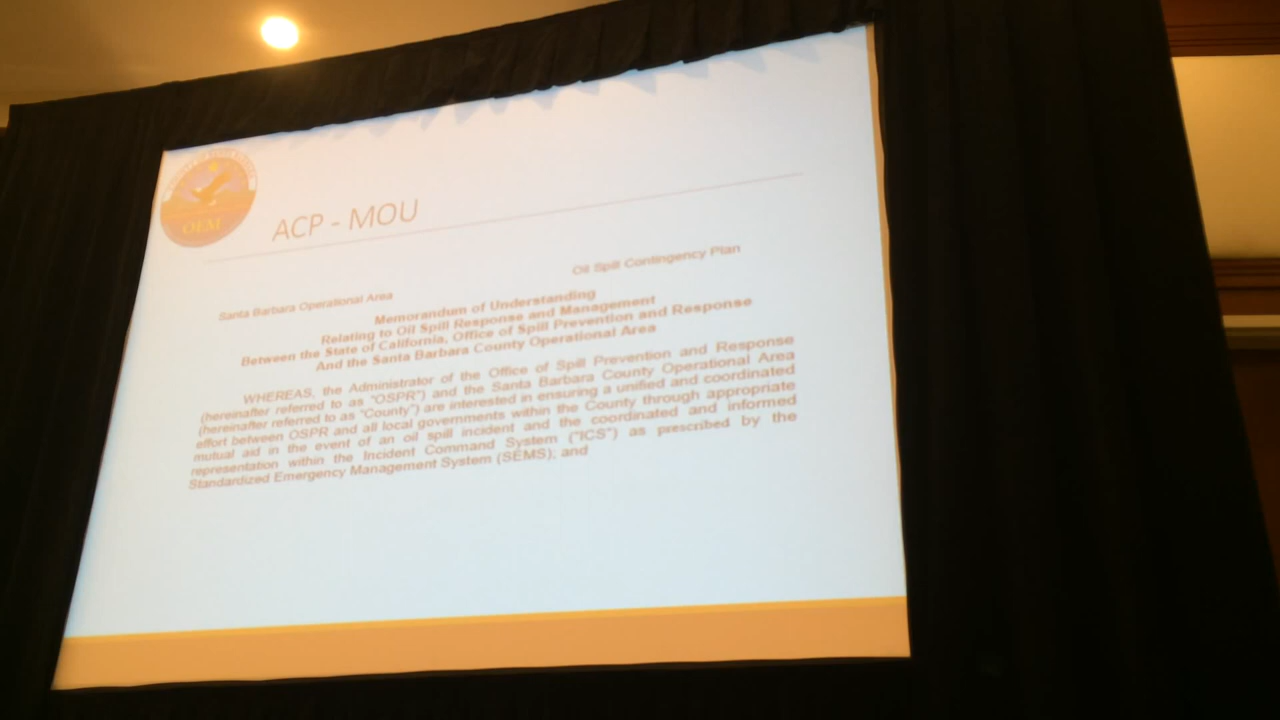 OEM
ACP - MOU
Oil Spill Contingency Plan
Santa Barbara Operational Area
Memorandum of Understanding
Relating to Oil Spill Response and Management
Between the State of California, Office of Spill Prevention and Response
And the Santa Barbara County Operational Area
WHEREAS, the Administrator of the Office of Spill Prevention and Response
(hereinafter referred to as "OSPR") and the Santa Barbara County Operational Area
(hereinafter referred to as "County") are interested in ensuring a unified and coordinated
effort between OSPR and all local governments within the County through appropriate
mutual aid in the event of an oil spill incident and the coordinated and informed
representation within the Incident Command System ("ICS") as prescribed by the
Standardized Emergency Management System (SEMS); and